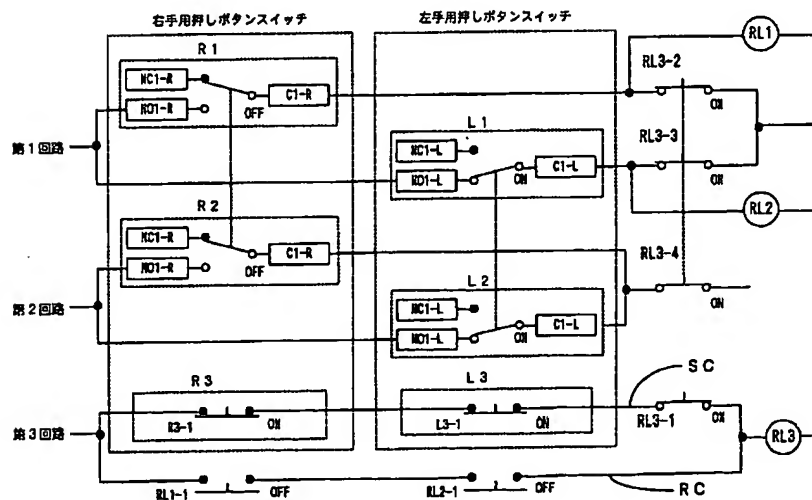 右手用押しボタンスイッチ
左手用押しボタンスイッチ
R1
NC1-R
NO1-R
OFF
C1-R
RL1
RL3-2
ON
第1回路
L1
NC1-L
NO1-L
ON
C1-L
RL3-3
ON
RL2
R2
NC1-R
NO1-R
OFF
C1-R
RL3-4
ON
第2回路
L2
NC1-L
NO1-L
ON
C1-L
R3
R3-1
ON
L3
L3-1
ON
SC
RL3-1
ON
第3回路
RL3
RL1-1
OFF
RL2-1
OFF
RC